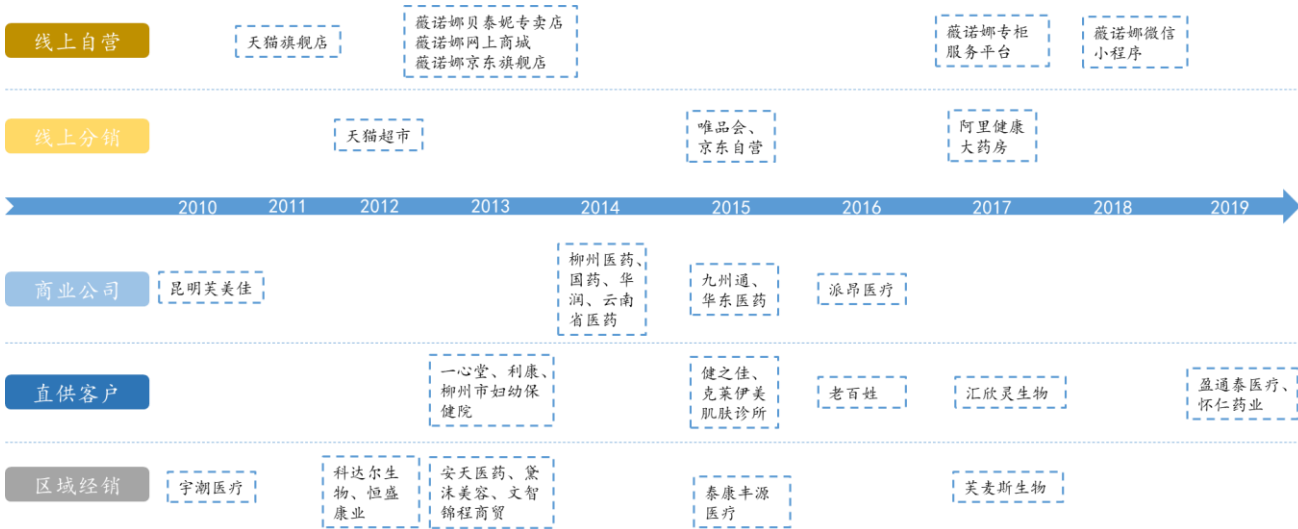 线上自营
天猫旗舰店
薇诺娜贝泰妮专卖店
薇诺娜网上商城
薇诺娜京东旗舰店
薇诺娜专柜
服务平台
薇诺娜微信
小程序
线上分销
天猫超市
唯品会、
京东自营
阿里健康
大药房
2010 2011 2012 2013 2014 2015 2016 2017 2018 2019
商业公司
昆明芙美佳
柳州医药、
国药、华
润、云南
省医药
九州通、
华东医药
派昂医疗
直供客户
一心堂、利康、
柳州市妇幼保
健院
健之佳、
克莱伊美
肌肤诊所
老百姓
汇欣灵生物
盈通泰医疗、
怀仁药业
区域经销
宇潮医疗
科达尔生
物、恒盛
康业
安天医药、黛
沫美容、文智
锦程商贸
泰康丰源
医疗
芙麦斯生物